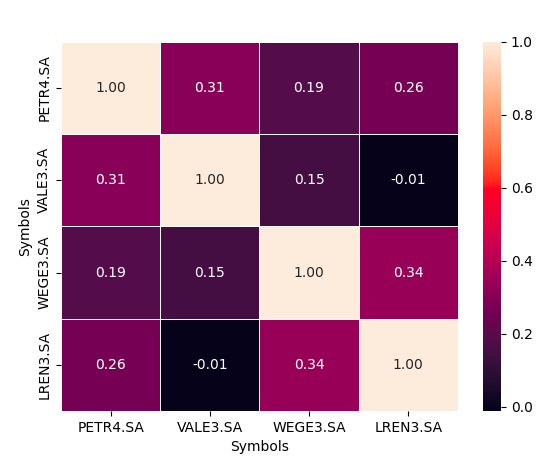 PETR4.SA 1.00 0.31 0.19 0.26
VALE3.SA 0.31 1.00 0.15 -0.01
WEGE3.SA 0.19 0.15 1.00 0.34
LREN3.SA 0.26 -0.01 0.34 1.00
PETR4.SA VALE3.SA WEGE3.SA LREN3.SA
Symbols
Symbols
1.0
0.8
0.6
0.4
0.2
0.0